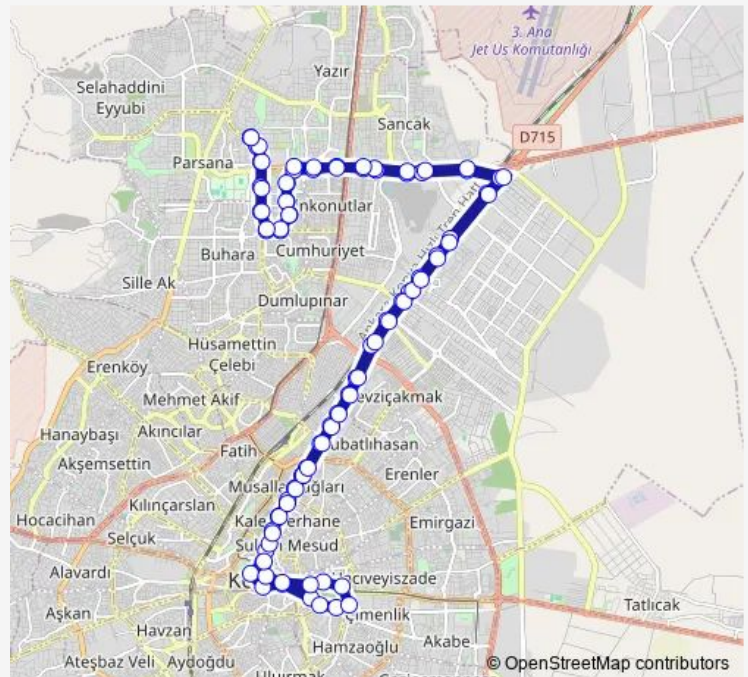 3. Ana
Jet Üs Komutanlığı
Yazır
Selahaddini
Eyyubi
Sancak
D715
Parsana
Buhara
Cumhuriyet
Sille Ak
Dumlupınar
Hüsamettin
Çelebi
Erenköy
Mehmet Akif
Hanaybaşı
Akıncılar
Akşemsettin
Fatih
Erenler
Kılınçarslan
Hocacihan
Emirgazi
Selçuk
Alavardı
Tatlıcak
Aşkan
Havzan
Akabe
Hamzaoğlu
Ateşbaz Veli
Aydoğdu
© OpenStreetMap contributors